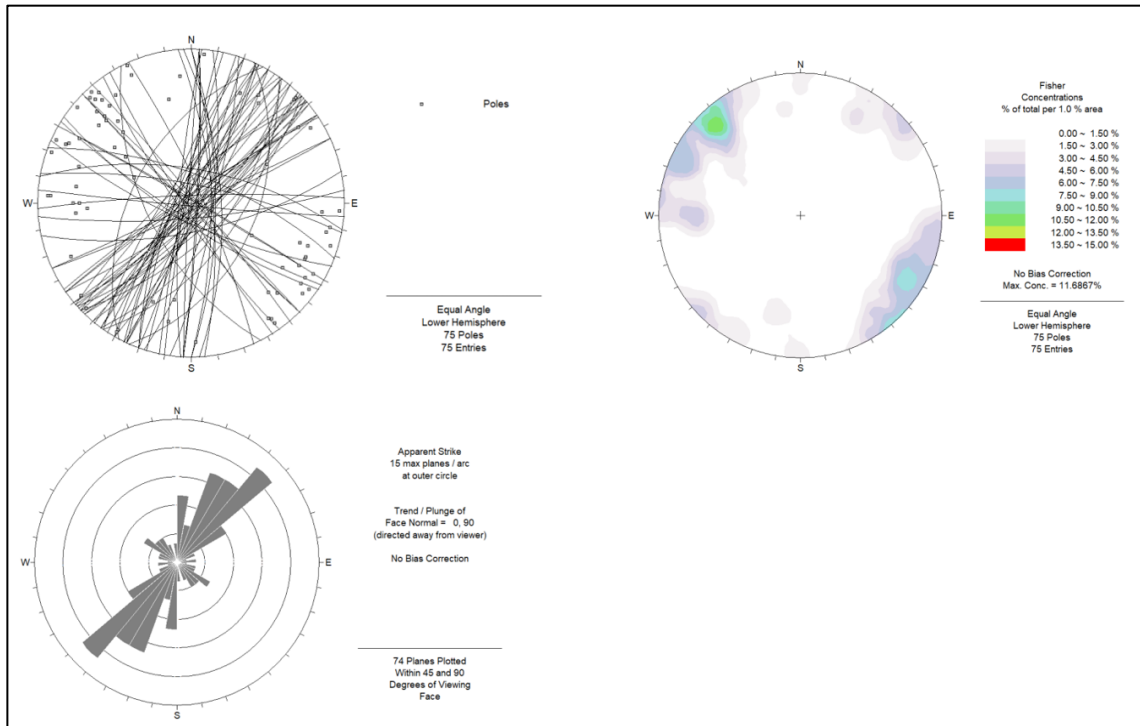 N
W
E
S
Poles
Equal Angle
Lower Hemisphere
75 Poles
75 Entries
N
W
E
S
Fisher
Concentrations
% of total per 1.0 % area
0.00 ~ 1.50 %
1.50 ~ 3.00 %
3.00 ~ 4.50 %
4.50 ~ 6.00 %
6.00 ~ 7.50 %
7.50 ~ 9.00 %
9.00 ~ 10.50 %
10.50 ~ 12.00 %
12.00 ~ 13.50 %
13.50 ~ 15.00 %
No Bias Correction
Max. Conc. = 11.6867%
Equal Angle
Lower Hemisphere
75 Poles
75 Entries
N
W
E
S
Apparent Strike
15 max planes / arc
at outer circle
Trend / Plunge of
Face Normal = 0, 90
(directed away from viewer)
No Bias Correction
74 Planes Plotted
Within 45 and 90
Degrees of Viewing
Face